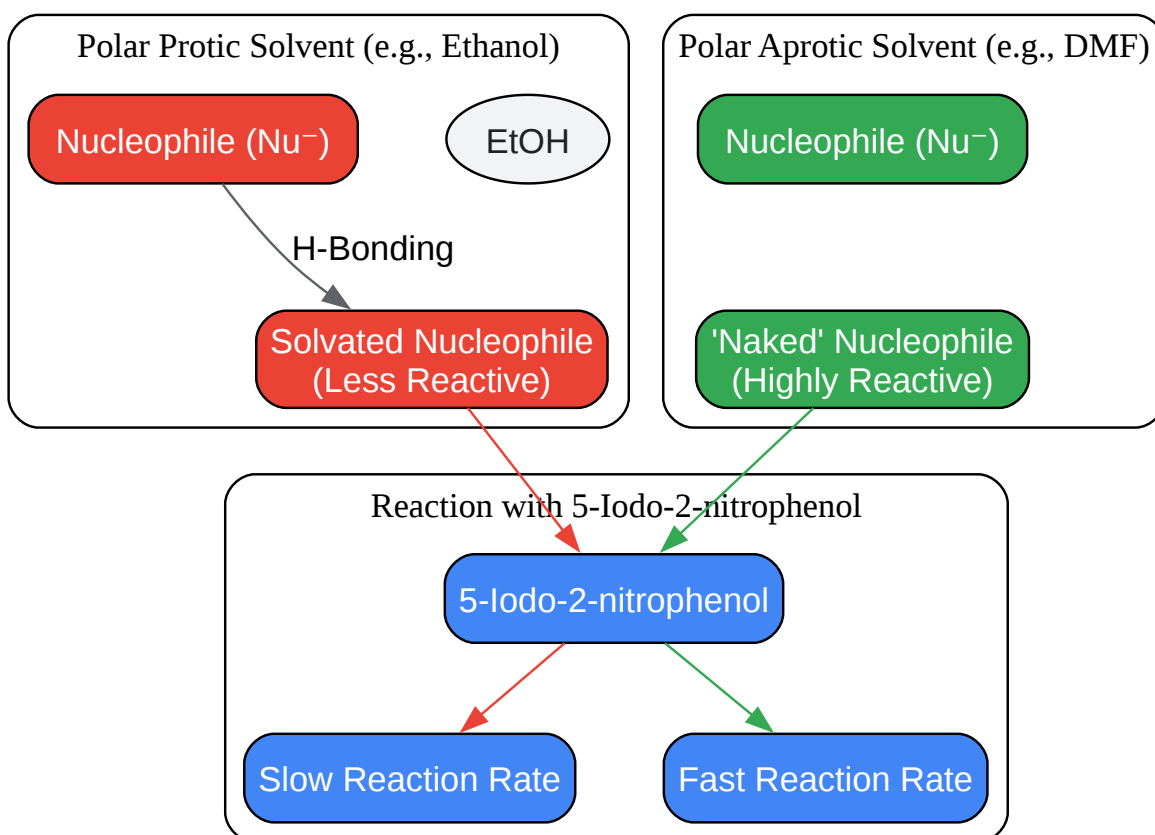 Polar Protic Solvent (e.g., Ethanol)
Nucleophile (Nu⁻)
EtOH
H-Bonding
Solvated Nucleophile
(Less Reactive)
Polar Aprotic Solvent (e.g., DMF)
Nucleophile (Nu⁻)
'Naked' Nucleophile
(Highly Reactive)
Reaction with 5-Iodo-2-nitrophenol
5-Iodo-2-nitrophenol
Slow Reaction Rate
Fast Reaction Rate